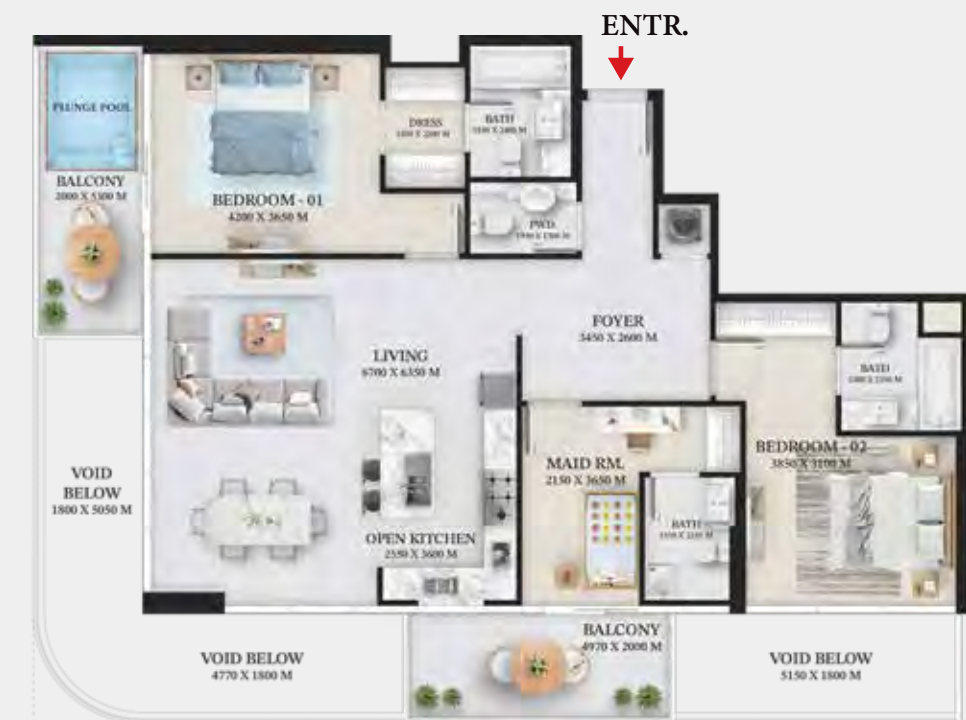 ENTR.
PLUNGE POOL
BALCONY
2000 X 5300 M
BEDROOM - 01
4200 X 3650 M
DRESS
BATH
PWD.
FOYER
3450 X 2600 M
LIVING
6700 X 6350 M
BATH
VOID
BELOW
1800 X 5050 M
MAID RM.
2150 X 3650 M
BEDROOM - 02
3850 X 3100 M
OPEN KITCHEN
2550 X 3600 M
BATH
BALCONY
4970 X 2000 M
VOID BELOW
4770 X 1800 M
VOID BELOW
5150 X 1800 M